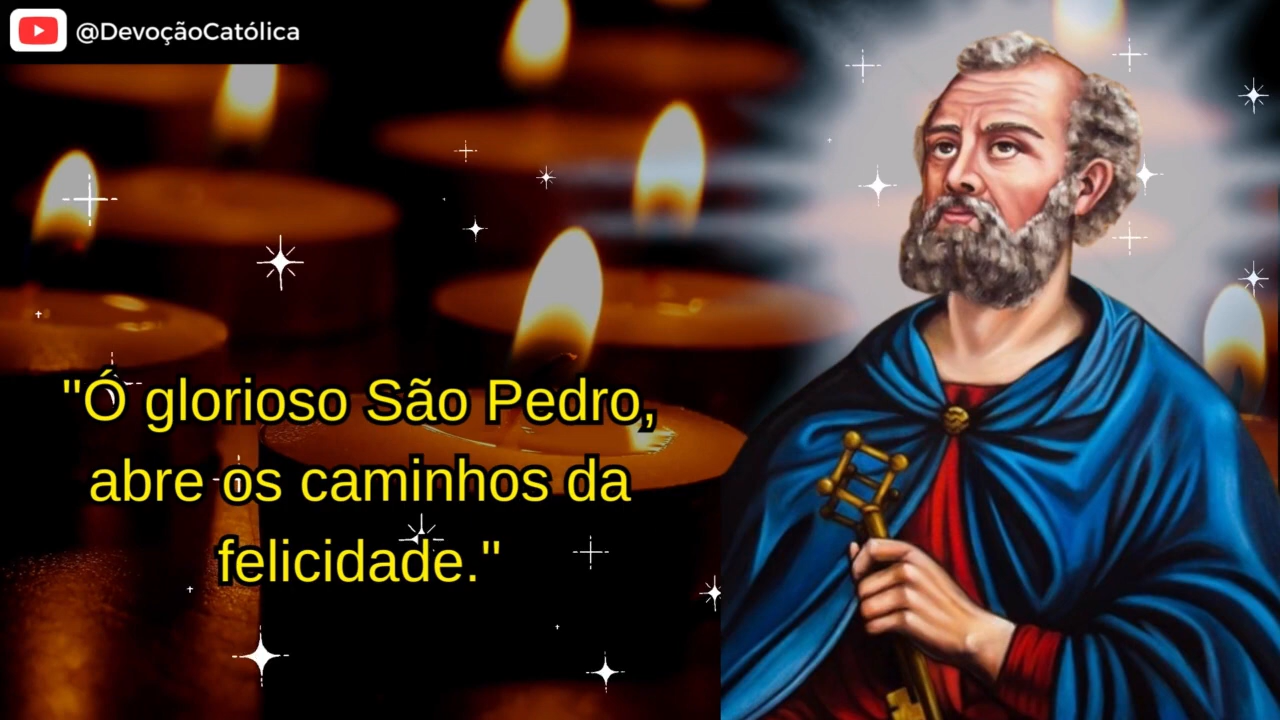 @DevoçãoCatólica
"Ó glorioso São Pedro,
abre os caminhos da
felicidade."